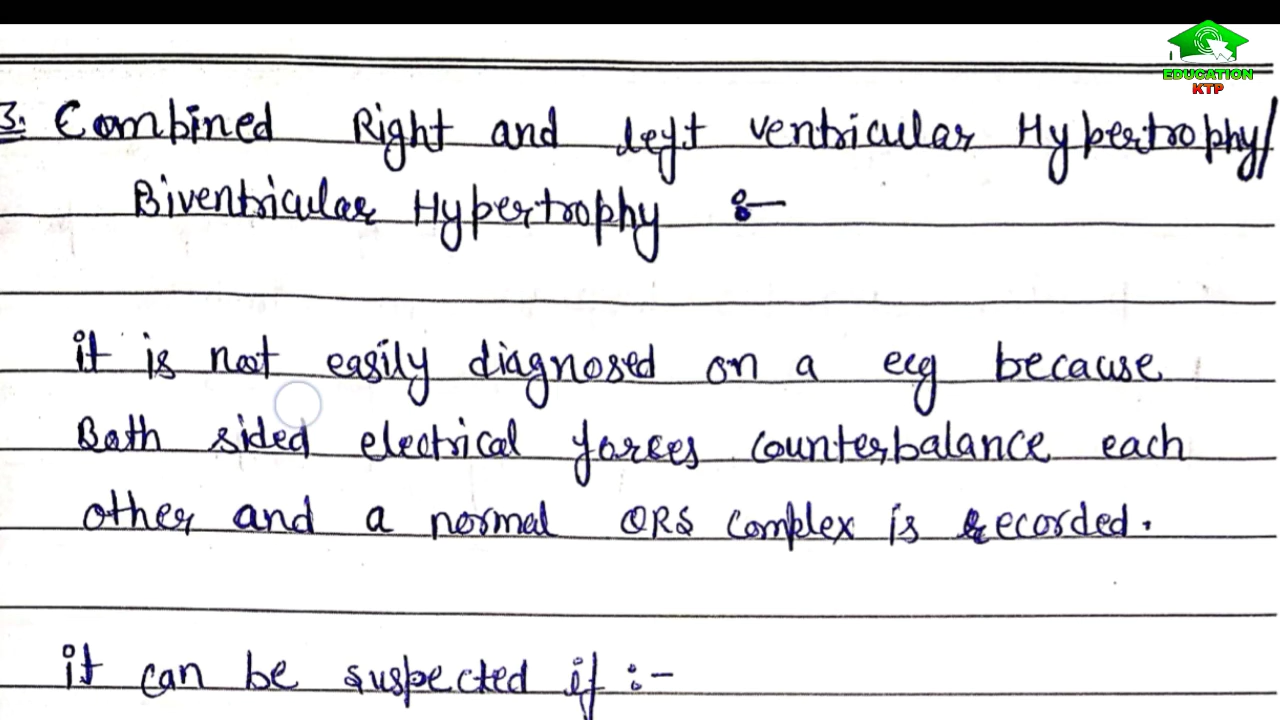 EDUCATION
KTP
3. Combined Right and left ventricular Hypertrophy/
Biventricular Hypertrophy :-
it is not easily diagnosed on a ecg because
Both sided electrical forces counterbalance each
other and a normal QRS complex is recorded.
it can be suspected if :-